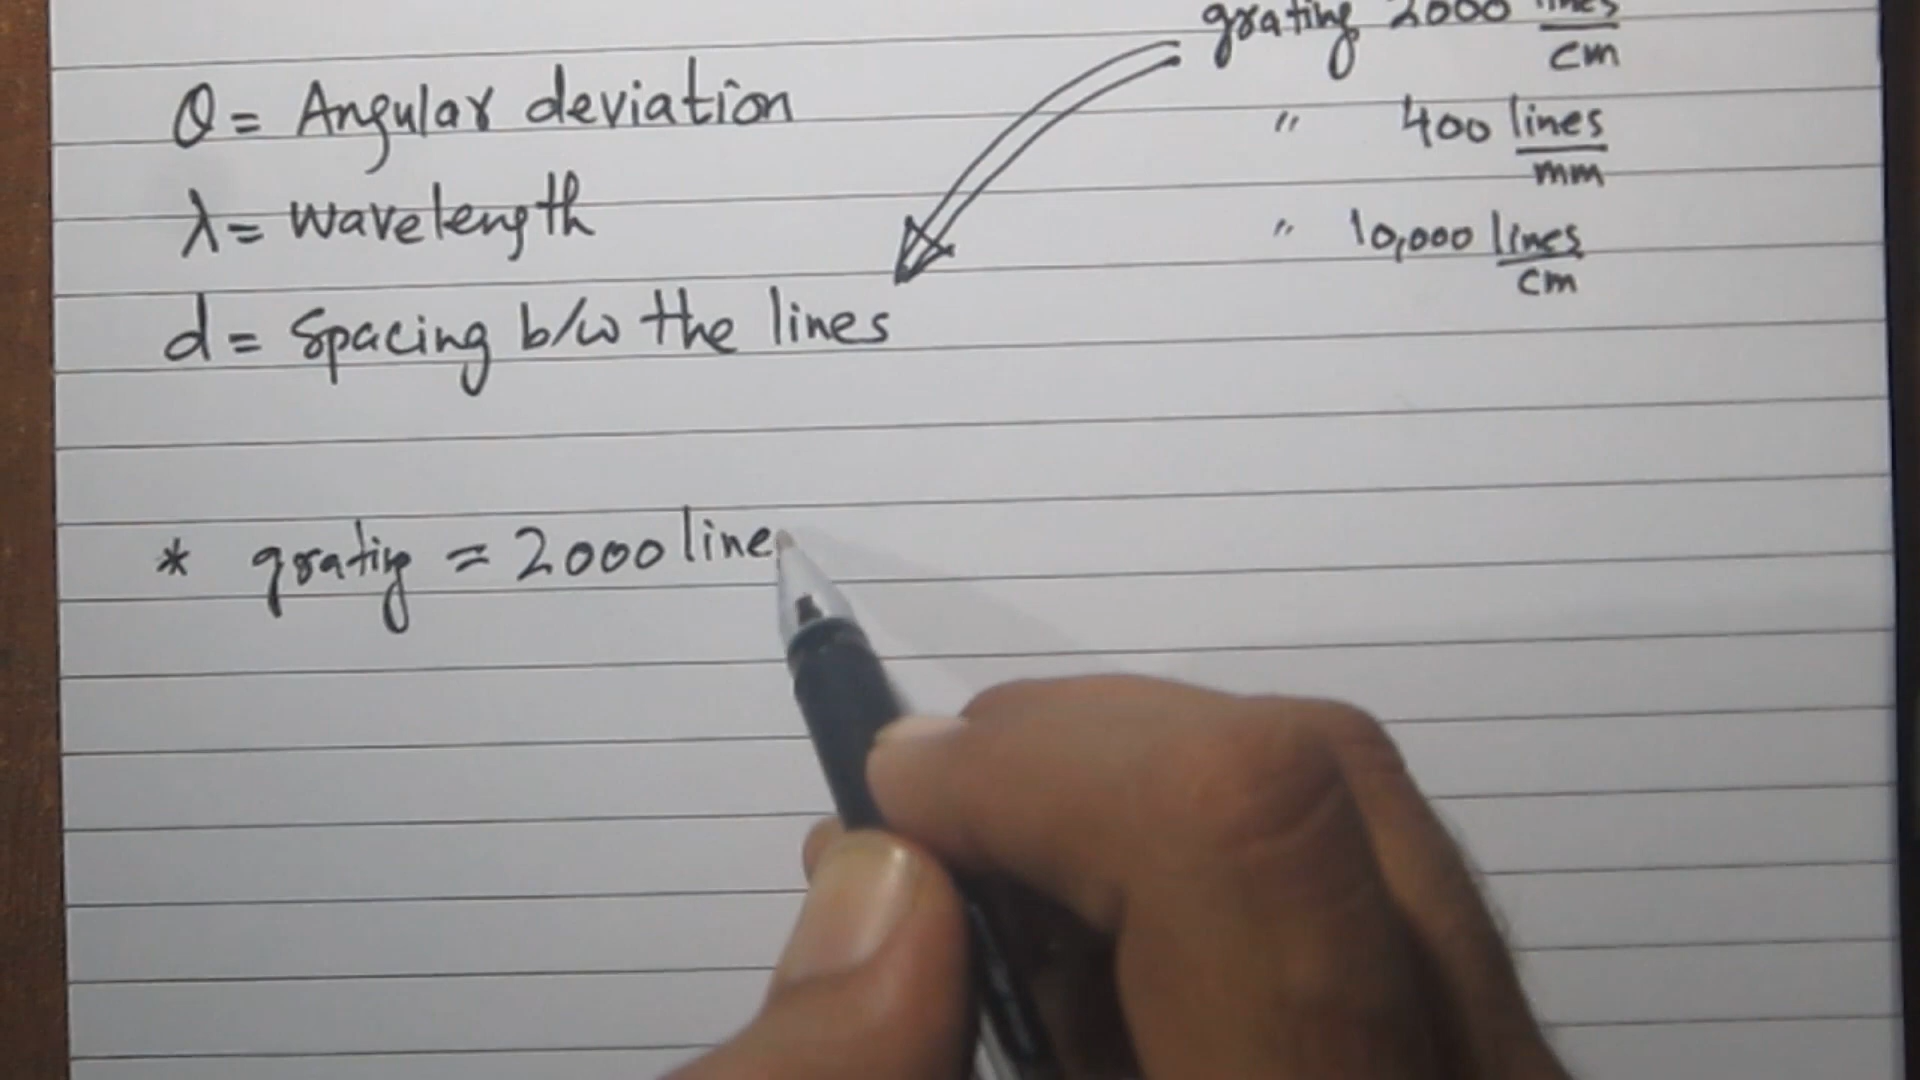 grating 2000 lines
cm
θ = Angular deviation
" 400 lines
mm
λ = wavelength
" 10,000 lines
cm
d = Spacing b/w the lines
* grating = 2000 line